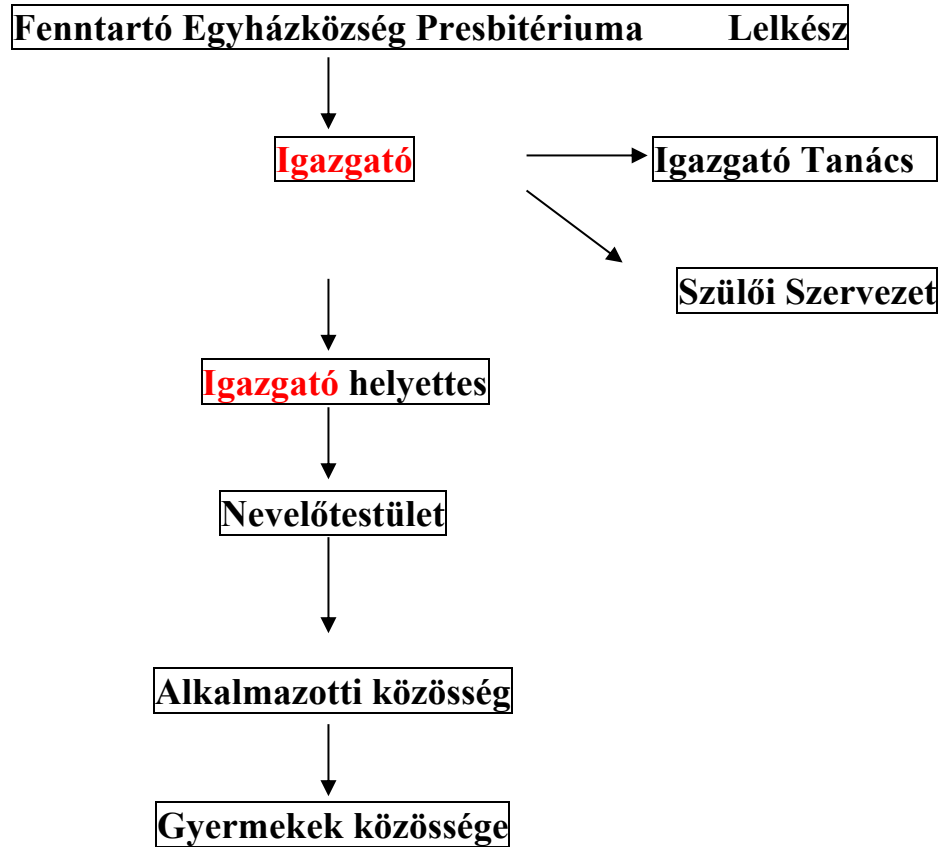 Fenntartó Egyházközség Presbitériuma Lelkész
Igazgató Igazgató Tanács
Szülői Szervezet
Igazgató helyettes
Nevelőtestület
Alkalmazotti közösség
Gyermekek közössége